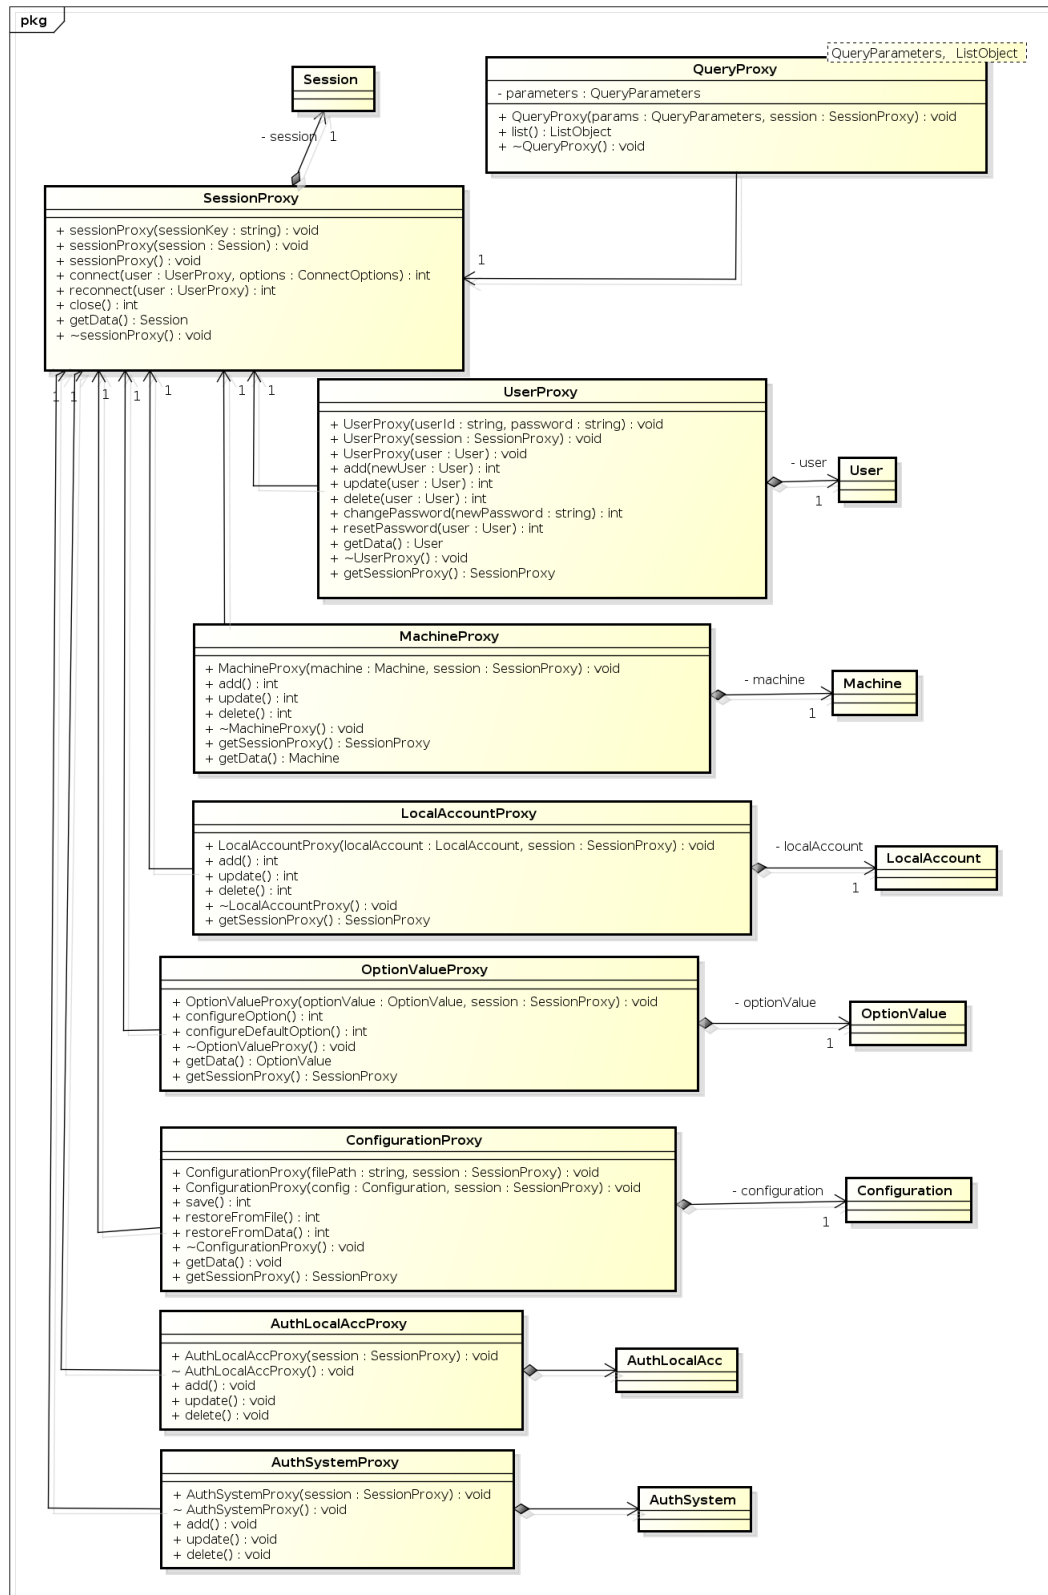 pkg
QueryParameters, ListObject
Session
- session 1
QueryProxy
- parameters : QueryParameters
+ QueryProxy(params : QueryParameters, session : SessionProxy) : void
+ list() : ListObject
+ ~QueryProxy() : void
1
SessionProxy
+ sessionProxy(sessionKey : string) : void
+ sessionProxy(session : Session) : void
+ sessionProxy() : void
+ connect(user : UserProxy, options : ConnectOptions) : int
+ reconnect(user : UserProxy) : int
+ close() : int
+ getData() : Session
+ ~sessionProxy() : void
1 1 1 1 1 1 1
UserProxy
+ UserProxy(userId : string, password : string) : void
+ UserProxy(session : SessionProxy) : void
+ UserProxy(user : User) : void
+ add(newUser : User) : int
+ update(user : User) : int
+ delete(user : User) : int
+ changePassword(newPassword : string) : int
+ resetPassword(user : User) : int
+ getData() : User
+ ~UserProxy() : void
+ getSessionProxy() : SessionProxy
- user
1
User
MachineProxy
+ MachineProxy(machine : Machine, session : SessionProxy) : void
+ add() : int
+ update() : int
+ delete() : int
+ ~MachineProxy() : void
+ getSessionProxy() : SessionProxy
+ getData() : Machine
- machine
1
Machine
LocalAccountProxy
+ LocalAccountProxy(localAccount : LocalAccount, session : SessionProxy) : void
+ add() : int
+ update() : int
+ delete() : int
+ ~LocalAccountProxy() : void
+ getSessionProxy() : SessionProxy
- localAccount
1
LocalAccount
OptionValueProxy
+ OptionValueProxy(optionValue : OptionValue, session : SessionProxy) : void
+ configureOption() : int
+ configureDefaultOption() : int
+ ~OptionValueProxy() : void
+ getData() : OptionValue
+ getSessionProxy() : SessionProxy
- optionValue
1
OptionValue
ConfigurationProxy
+ ConfigurationProxy(filePath : string, session : SessionProxy) : void
+ ConfigurationProxy(config : Configuration, session : SessionProxy) : void
+ save() : int
+ restoreFromFile() : int
+ restoreFromData() : int
+ ~ConfigurationProxy() : void
+ getData() : void
+ getSessionProxy() : SessionProxy
- configuration
1
Configuration
AuthLocalAccProxy
+ AuthLocalAccProxy(session : SessionProxy) : void
~ AuthLocalAccProxy() : void
+ add() : void
+ update() : void
+ delete() : void
AuthLocalAcc
AuthSystemProxy
+ AuthSystemProxy(session : SessionProxy) : void
~ AuthSystemProxy() : void
+ add() : void
+ update() : void
+ delete() : void
AuthSystem